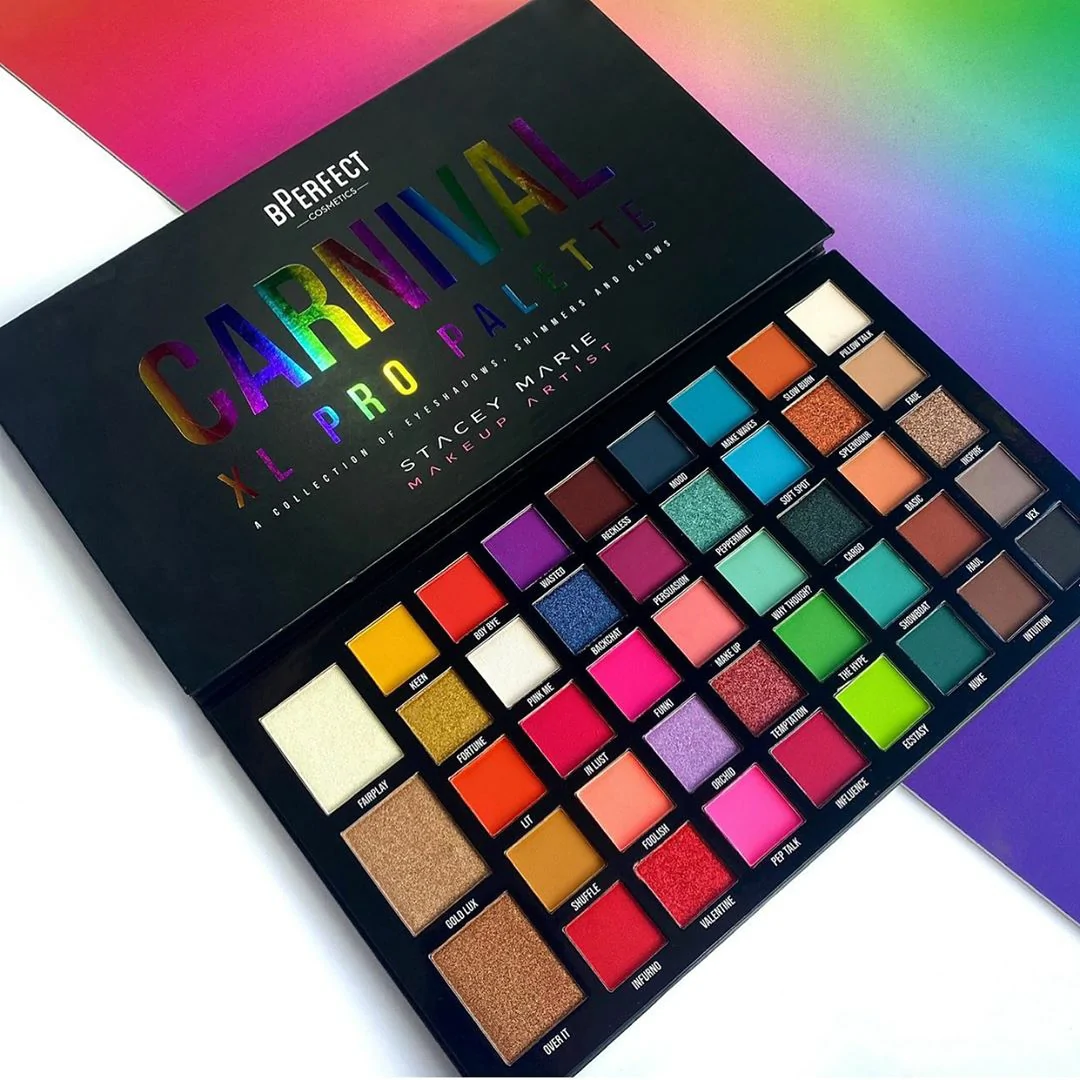 BPERFECT
COSMETICS
CARNIVAL
XL PRO PALETTE
A COLLECTION OF EYESHADOWS, SHIMMERS AND GLOWS
STACEY MARIE
MAKEUP ARTIST
FAIRPLAY
KEEN
BOY BYE
WASTED
RECKLESS
MOOD
MAKE WAVES
SLOW BURN
PILLOW TALK
FORTUNE
PINK ME
BACKCHAT
PERSUASION
PEPPERMINT
SOFT SPOT
SPLENDOUR
FADE
GOLD LUX
LIT
IN LUST
FUNKY
MAKE UP
WHY THOUGH?
CARGO
BASIC
INSPIRE
SHUFFLE
FOOLISH
ORCHID
TEMPTATION
THE HYPE
SHOWBOAT
HAUL
VEX
OVER IT
INFURNO
VALENTINE
PEP TALK
INFLUENCE
ECSTASY
NUKE
INTUITION